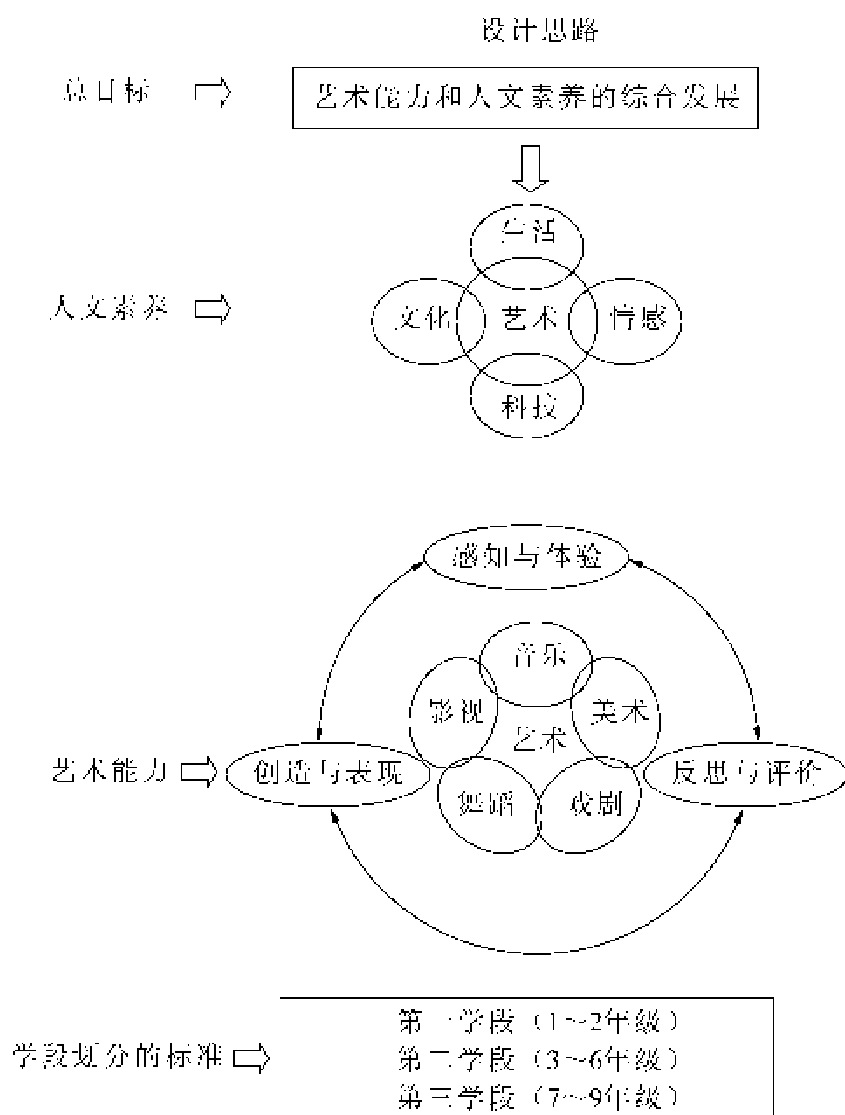 设计思路
总目标
艺术能力和人文素养的综合发展
生活
人文素养
文化
艺术
情感
科技
感知与体验
音乐
影视
美术
艺术
艺术能力
创造与表现
反思与评价
舞蹈
戏剧
第一学段（1～2年级）
学段划分的标准
第二学段（3～6年级）
第三学段（7～9年级）